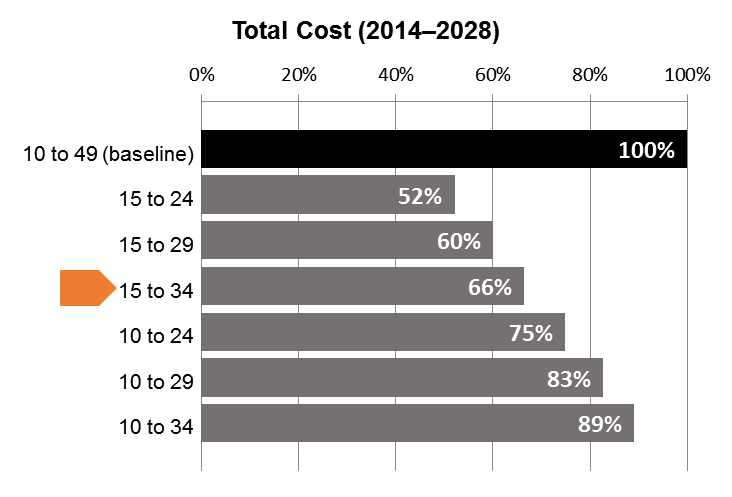 Total Cost (2014–2028)
0% 20% 40% 60% 80% 100%
10 to 49 (baseline) 100%
15 to 24 52%
15 to 29 60%
15 to 34 66%
10 to 24 75%
10 to 29 83%
10 to 34 89%